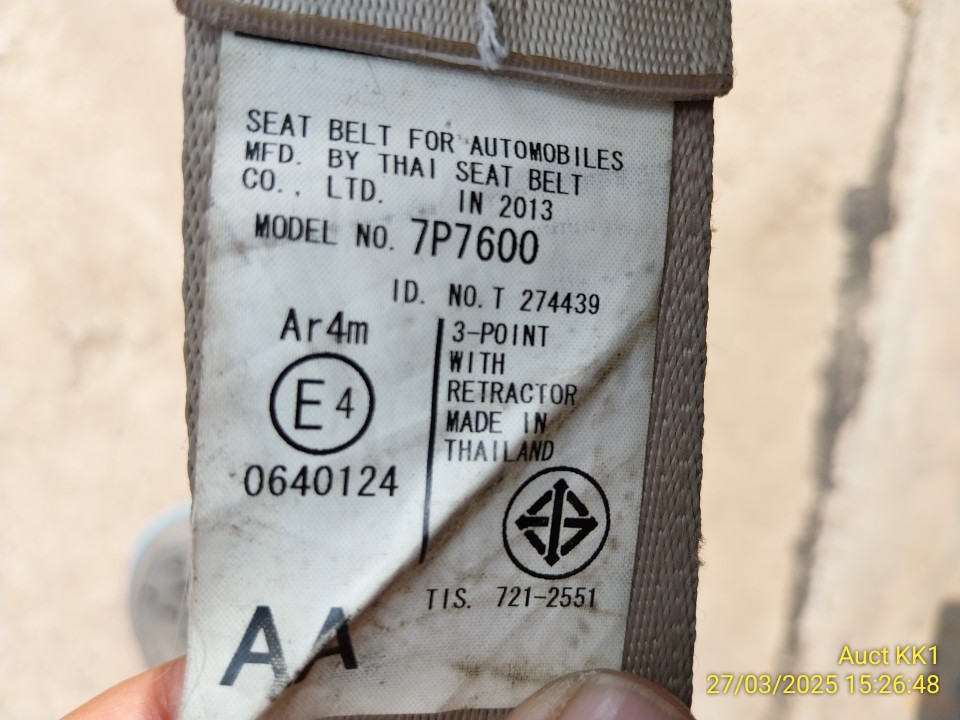 SEAT BELT FOR AUTOMOBILES
MFD. BY THAI SEAT BELT
CO., LTD. IN 2013
MODEL NO. 7P7600
ID. NO. T 274439
Ar4m
E4
0640124
3-POINT
WITH
RETRACTOR
MADE IN
THAILAND
TIS. 721-2551
AA
Auct KK1
27/03/2025 15:26:48